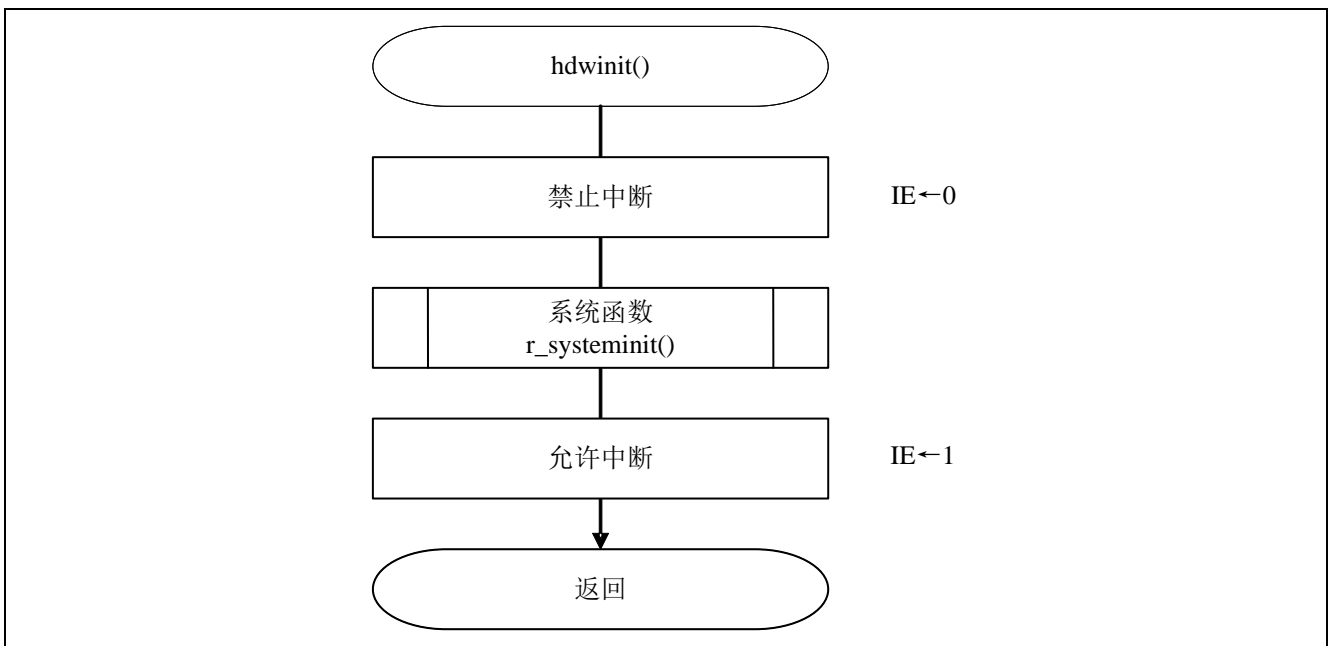 hdwinit()
禁止中断
IE←0
系统函数
r_systeminit()
允许中断
IE←1
返回